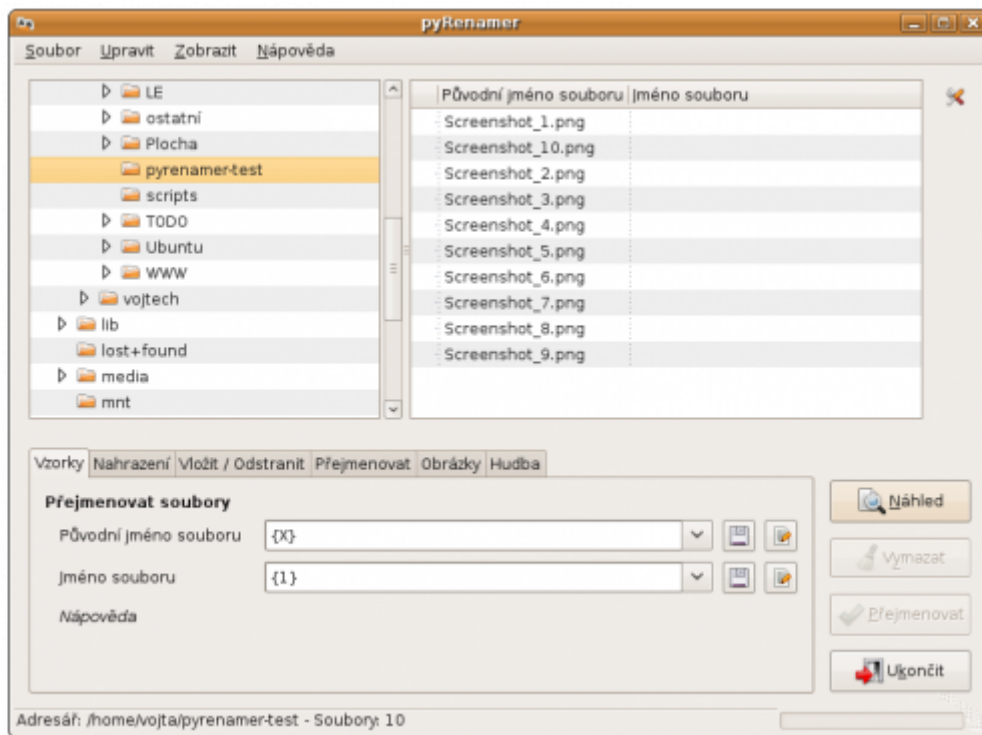 pyRenamer
Soubor Upravit Zobrazit Nápověda
LE
ostatní
Plocha
pyrenamer-test
scripts
TODO
Ubuntu
WWW
vojtech
lib
lost+found
media
mnt
Původní jméno souboru Jméno souboru
Screenshot_1.png
Screenshot_10.png
Screenshot_2.png
Screenshot_3.png
Screenshot_4.png
Screenshot_5.png
Screenshot_6.png
Screenshot_7.png
Screenshot_8.png
Screenshot_9.png
Vzorky Nahrazení Vložit / Odstranit Přejmenovat Obrázky Hudba
Přejmenovat soubory
Původní jméno souboru {X}
Jméno souboru {1}
Nápověda
Náhled
Vymazat
Přejmenovat
Ukončit
Adresář: /home/vojta/pyrenamer-test - Soubory: 10